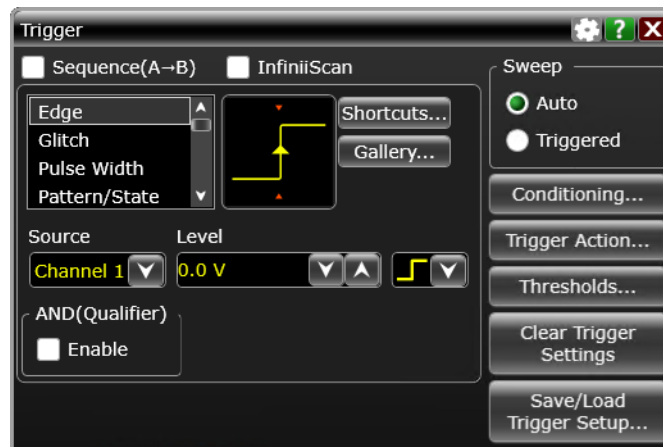 Trigger
?
X
Sequence(A→B)
InfiniiScan
Edge
Glitch
Pulse Width
Pattern/State
Shortcuts...
Gallery...
Source
Level
Channel 1
0.0 V
AND(Qualifier)
Enable
Sweep
Auto
Triggered
Conditioning...
Trigger Action...
Thresholds...
Clear Trigger
Settings
Save/Load
Trigger Setup...